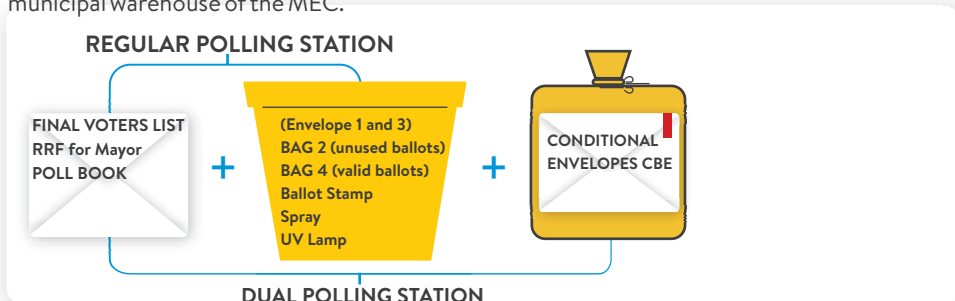 municipal warehouse of the MEC.
REGULAR POLLING STATION
FINAL VOTERS LIST
RRF for Mayor
POLL BOOK
+
(Envelope 1 and 3)
BAG 2 (unused ballots)
BAG 4 (valid ballots)
Ballot Stamp
Spray
UV Lamp
+
CONDITIONAL
ENVELOPES CBE
DUAL POLLING STATION